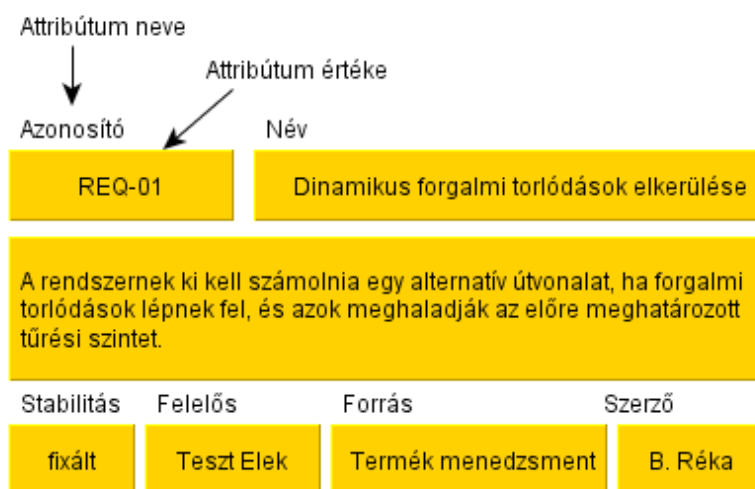 Attribútum neve
Attribútum értéke
Azonosító
Név
REQ-01
Dinamikus forgalmi torlódások elkerülése
A rendszernek ki kell számolnia egy alternatív útvonalat, ha forgalmi
torlódások lépnek fel, és azok meghaladják az előre meghatározott
tűrési szintet.
Stabilitás
Felelős
Forrás
Szerző
fixált
Teszt Elek
Termék menedzsment
B. Réka